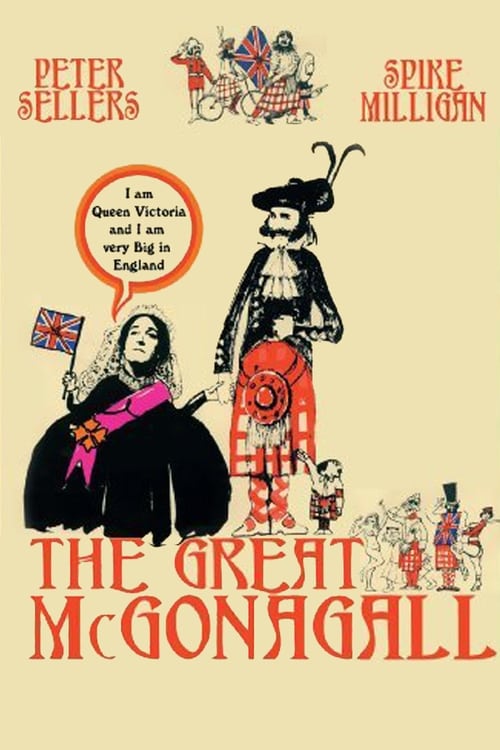 PETER
SELLERS
SPIKE
MILLIGAN
I am
Queen Victoria
and I am
very Big in
England
THE GREAT
McGONAGALL